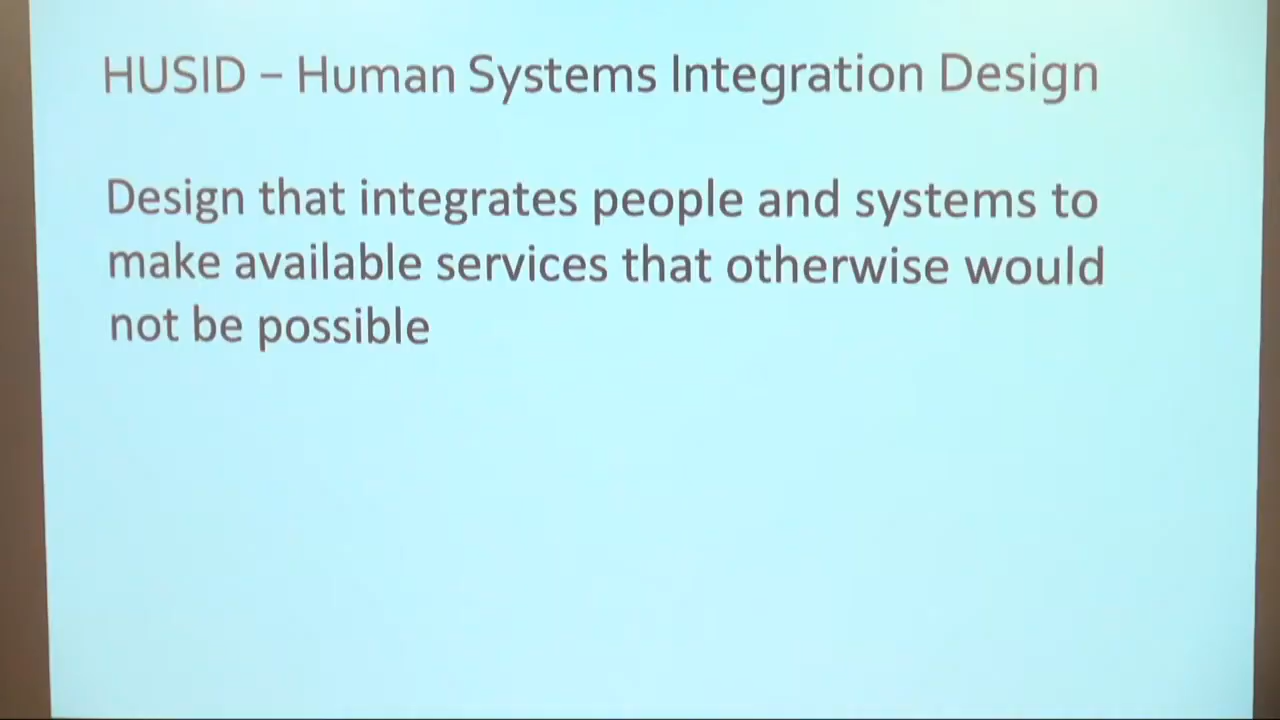 HUSID – Human Systems Integration Design
Design that integrates people and systems to
make available services that otherwise would
not be possible